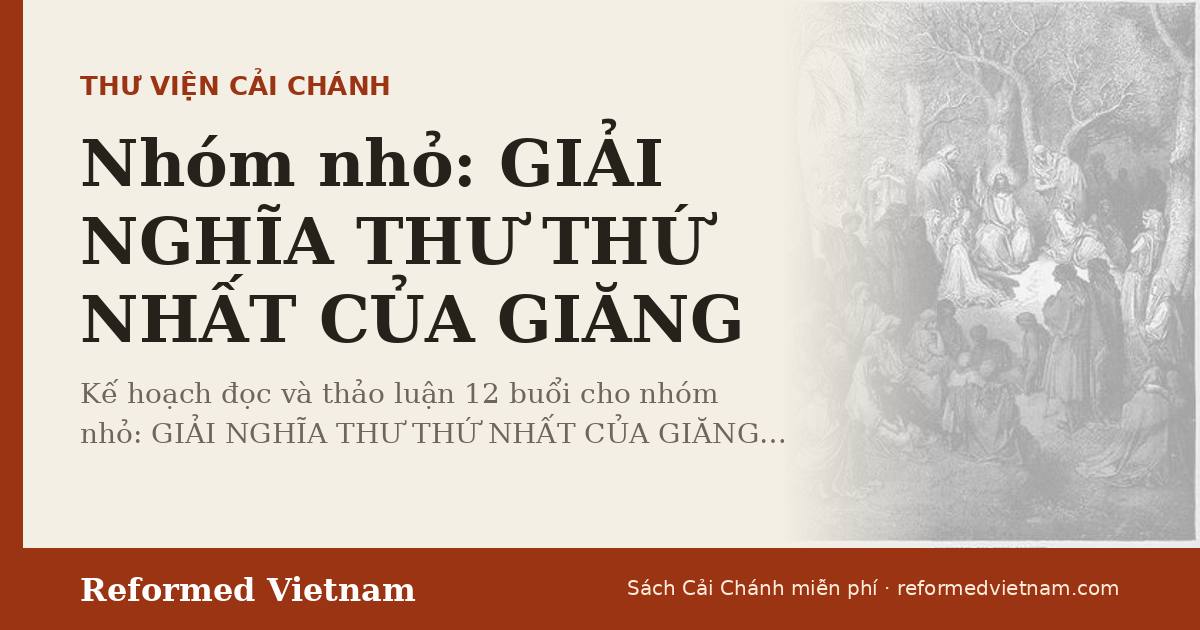 THƯ VIỆN CẢI CHÁNH
Nhóm nhỏ: GIẢI
NGHĨA THƯ THỨ
NHẤT CỦA GIĂNG
Kế hoạch đọc và thảo luận 12 buổi cho nhóm
nhỏ: GIẢI NGHĨA THƯ THỨ NHẤT CỦA GIĂNG...
Reformed Vietnam
Sách Cải Chánh miễn phí · reformedvietnam.com